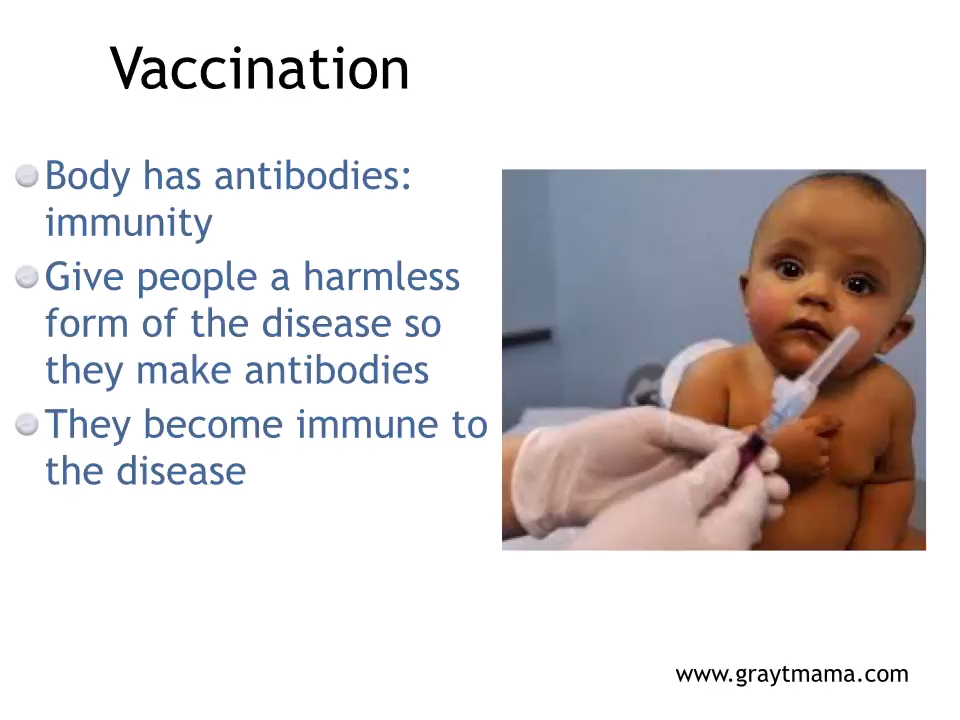 Vaccination
Body has antibodies:
immunity
Give people a harmless
form of the disease so
they make antibodies
They become immune to
the disease
www.graytmama.com